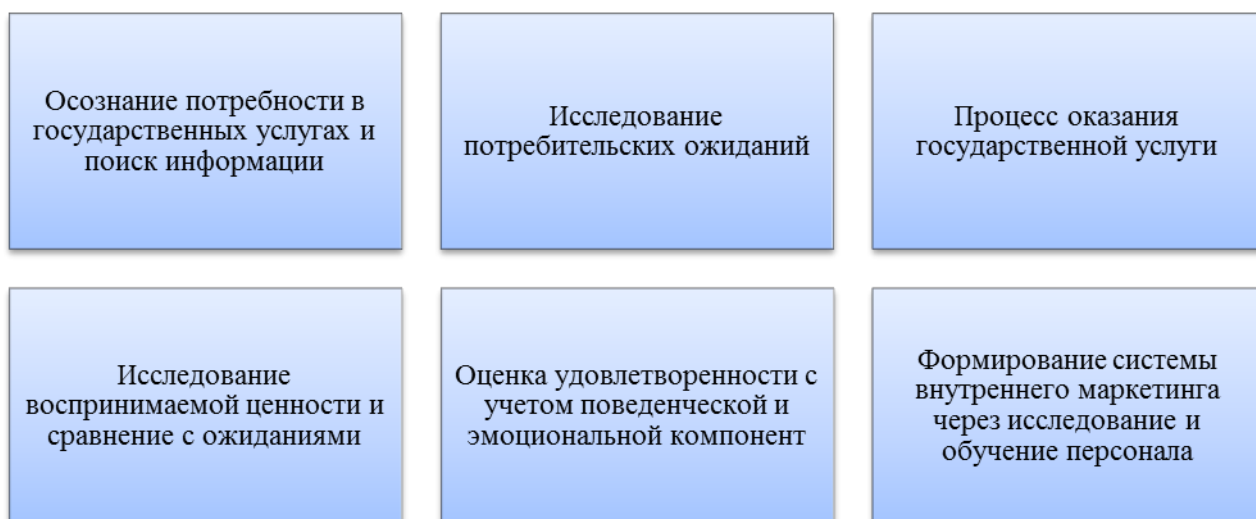 Осознание потребности в
государственных услугах и
поиск информации
Исследование
потребительских ожиданий
Процесс оказания
государственной услуги
Исследование
воспринимаемой ценности и
сравнение с ожиданиями
Оценка удовлетворенности с
учетом поведенческой и
эмоциональной компонент
Формирование системы
внутреннего маркетинга
через исследование и
обучение персонала